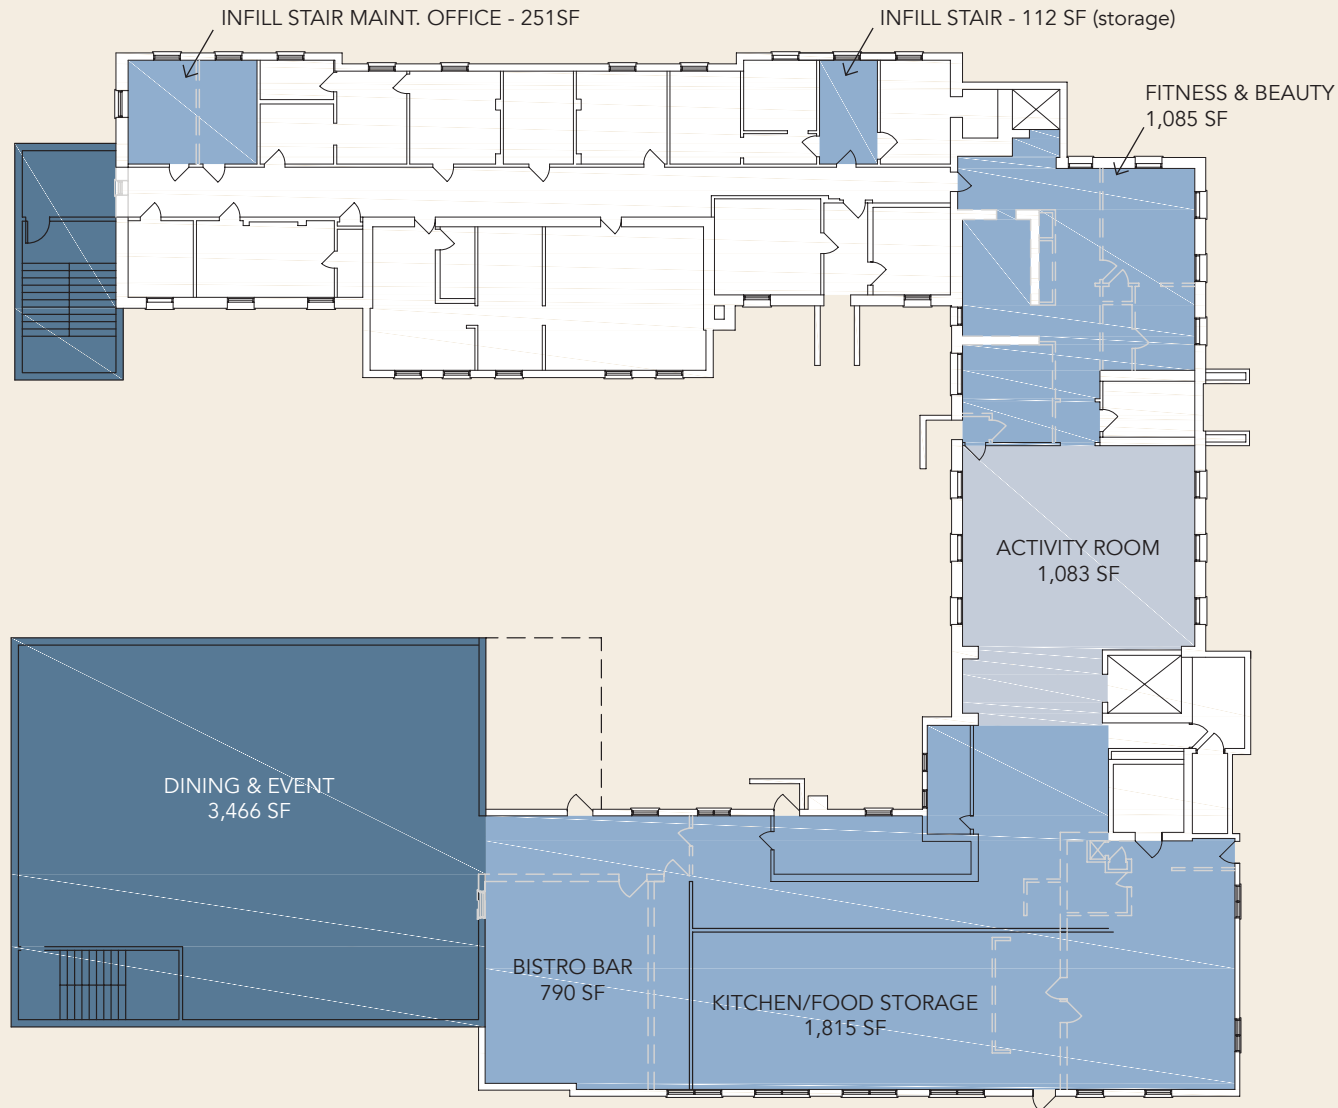 INFILL STAIR MAINT. OFFICE - 251SF
INFILL STAIR - 112 SF (storage)
FITNESS & BEAUTY
1,085 SF
ACTIVITY ROOM
1,083 SF
DINING & EVENT
3,466 SF
BISTRO BAR
790 SF
KITCHEN/FOOD STORAGE
1,815 SF